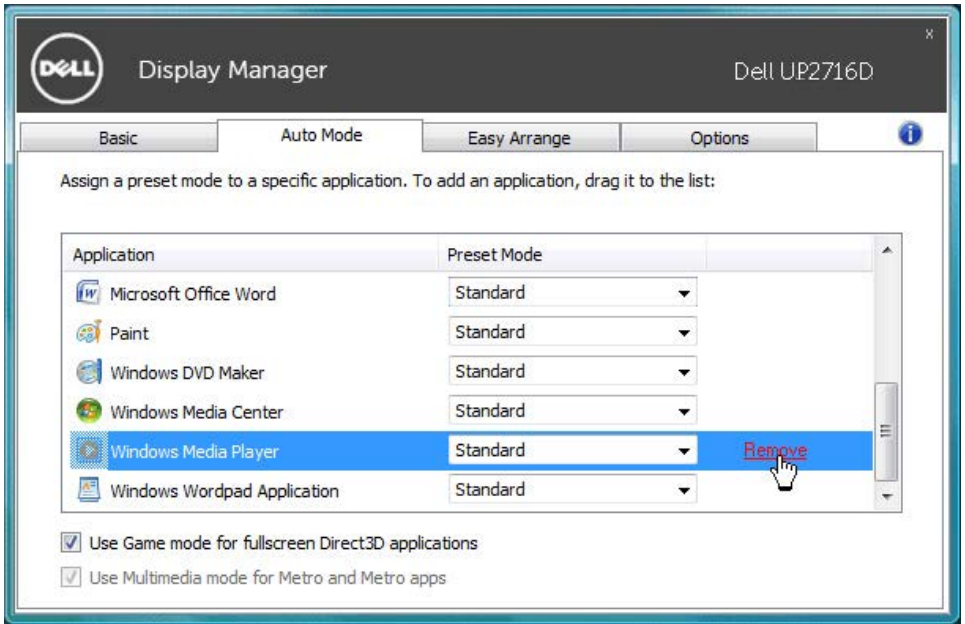 x
DELL Display Manager Dell UP2716D
Basic Auto Mode Easy Arrange Options i
Assign a preset mode to a specific application. To add an application, drag it to the list:
Application Preset Mode
W Microsoft Office Word Standard
Paint Standard
Windows DVD Maker Standard
Windows Media Center Standard
Windows Media Player Standard Remove
Windows Wordpad Application Standard
Use Game mode for fullscreen Direct3D applications
Use Multimedia mode for Metro and Metro apps